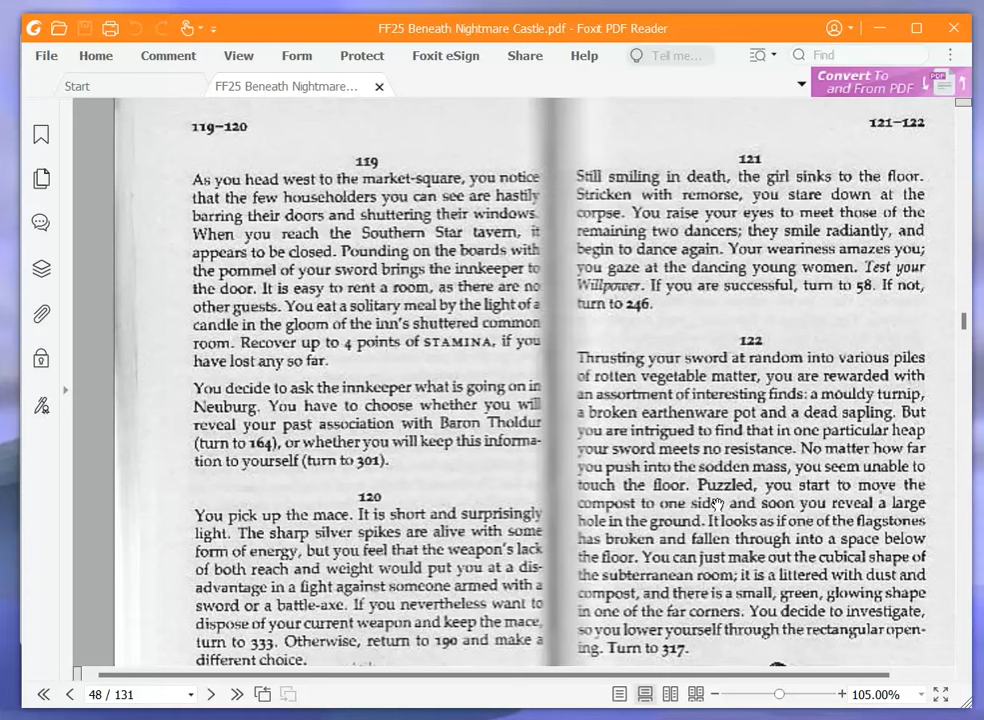 FF25 Beneath Nightmare Castle.pdf - Foxit PDF Reader
File Home Comment View Form Protect Foxit eSign Share Help Tell me... Find
Start FF25 Beneath Nightmare... Convert To and From PDF
PDF
119–120
119
As you head west to the market-square, you notice
that the few householders you can see are hastily
barring their doors and shuttering their windows.
When you reach the Southern Star tavern, it
appears to be closed. Pounding on the boards with
the pommel of your sword brings the innkeeper to
the door. It is easy to rent a room, as there are no
other guests. You eat a solitary meal by the light of a
candle in the gloom of the inn's shuttered common
room. Recover up to 4 points of STAMINA, if you
have lost any so far.
You decide to ask the innkeeper what is going on in
Neuburg. You have to choose whether you will
reveal your past association with Baron Tholdur
(turn to 164), or whether you will keep this informa-
tion to yourself (turn to 301).
120
You pick up the mace. It is short and surprisingly
light. The sharp silver spikes are alive with some
form of energy, but you feel that the weapon's lack
of both reach and weight would put you at a dis-
advantage in a fight against someone armed with a
sword or a battle-axe. If you nevertheless want to
dispose of your current weapon and keep the mace,
turn to 333. Otherwise, return to 190 and make a
different choice.
121–122
121
Still smiling in death, the girl sinks to the floor.
Stricken with remorse, you stare down at the
corpse. You raise your eyes to meet those of the
remaining two dancers; they smile radiantly, and
begin to dance again. Your weariness amazes you;
you gaze at the dancing young women. Test your
Willpower. If you are successful, turn to 58. If not,
turn to 246.
122
Thrusting your sword at random into various piles
of rotten vegetable matter, you are rewarded with
an assortment of interesting finds: a mouldy turnip,
a broken earthenware pot and a dead sapling. But
you are intrigued to find that in one particular heap
your sword meets no resistance. No matter how far
you push into the sodden mass, you seem unable to
touch the floor. Puzzled, you start to move the
compost to one side, and soon you reveal a large
hole in the ground. It looks as if one of the flagstones
has broken and fallen through into a space below
the floor. You can just make out the cubical shape of
the subterranean room; it is a littered with dust and
compost, and there is a small, green, glowing shape
in one of the far corners. You decide to investigate,
so you lower yourself through the rectangular open-
ing. Turn to 317.
48 / 131
105.00%